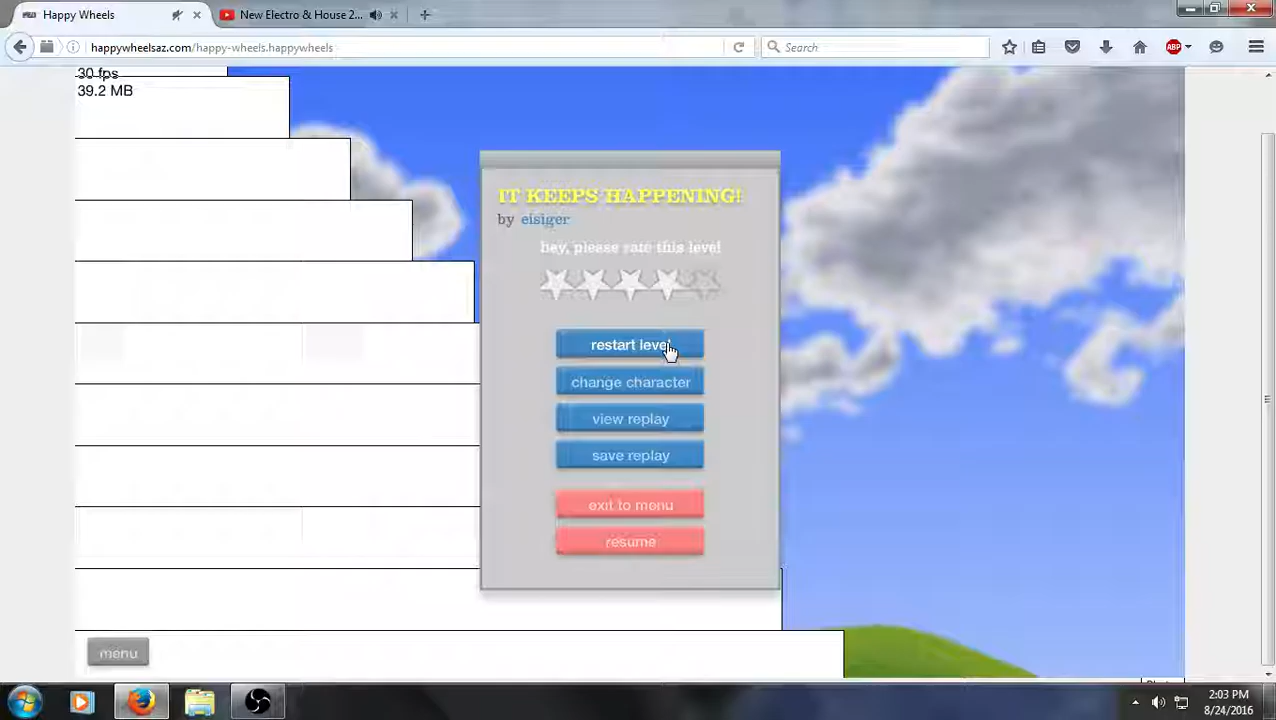 Happy Wheels
New Electro & House 2...
happywheelsaz.com/happy-wheels.happywheels
Search
ABP
30 fps
39.2 MB
IT KEEPS HAPPENING!
by eisiger
hey, please rate this level
restart level
change character
view replay
save replay
exit to menu
resume
menu
2:03 PM
8/24/2016